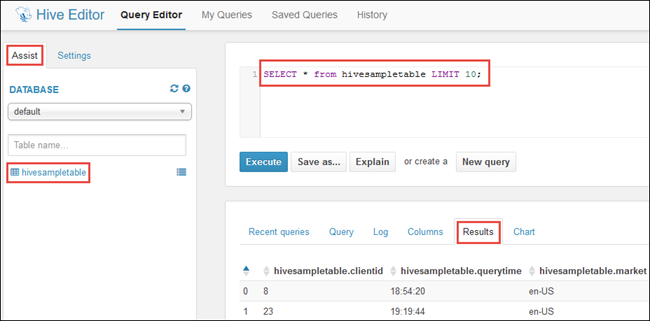 Hive Editor Query Editor My Queries Saved Queries History
Assist Settings
DATABASE
default
Table name...
hivesampletable
1 SELECT * from hivesampletable LIMIT 10;
Execute Save as... Explain or create a New query
Recent queries Query Log Columns Results Chart
hivesampletable.clientid hivesampletable.querytime hivesampletable.market
0 8 18:54:20 en-US
1 23 19:19:44 en-US